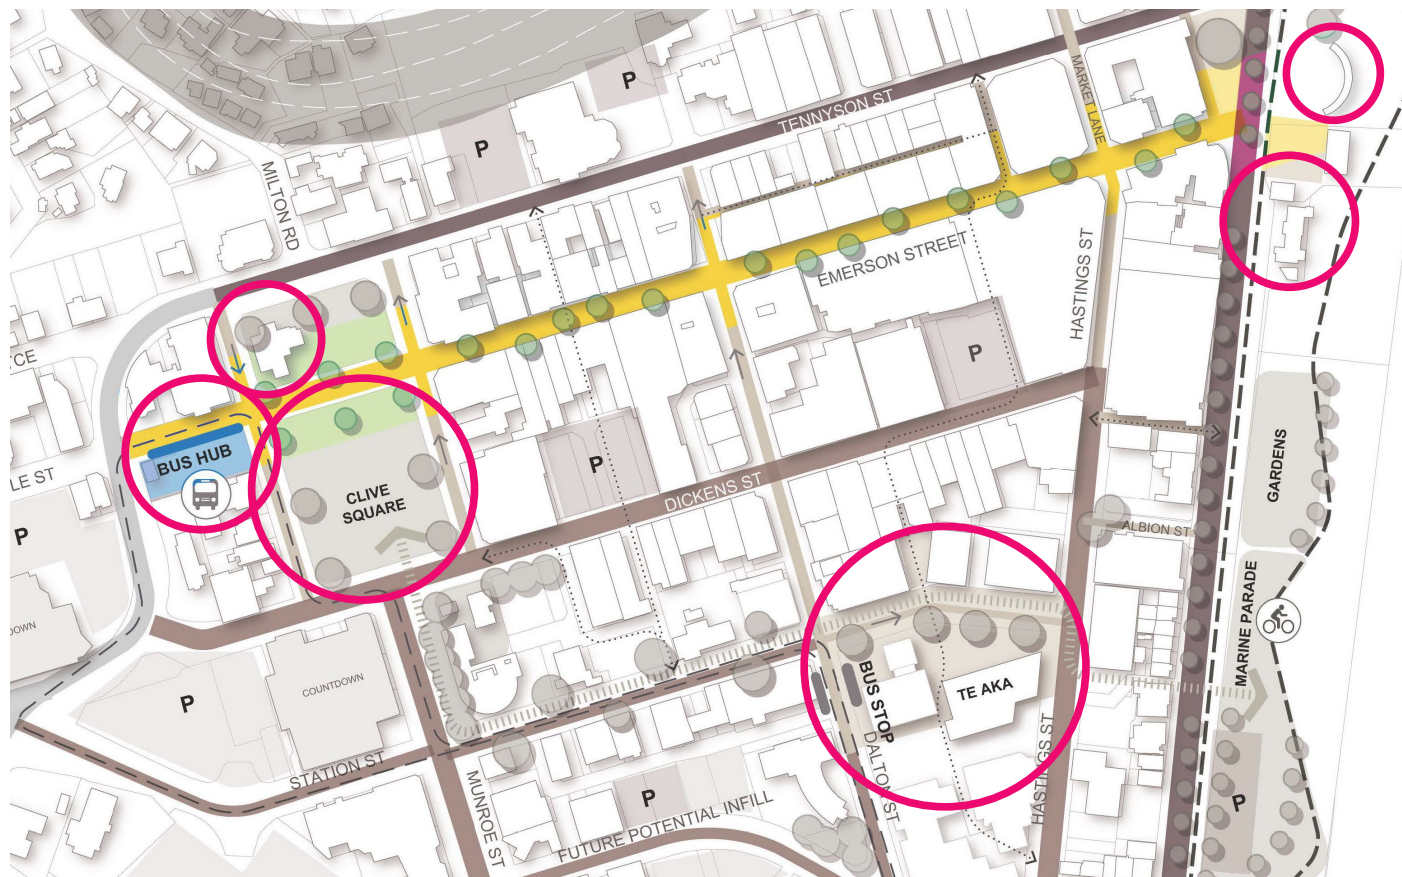 P
TENNYSON ST
MARKET LANE
P
MILTON RD
EMERSON STREET
HASTINGS ST
P
CE
BUS HUB
CLIVE
SQUARE
LE ST
P
P
DICKENS ST
GARDENS
ALBION ST
MARINE PARADE
DOWN
COUNTDOWN
P
BUS STOP
TE AKA
STATION ST
DALTON ST
HASTINGS ST
MUNROE ST
P
FUTURE POTENTIAL INFILL
P